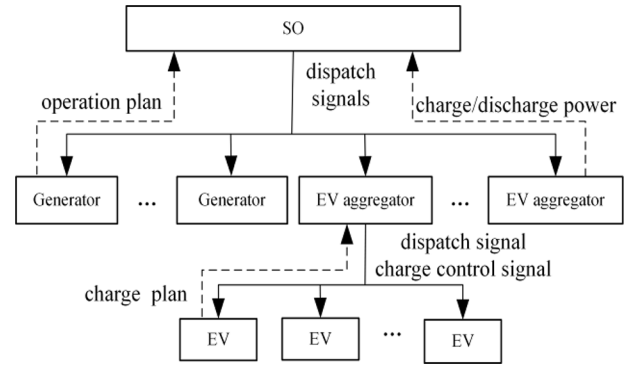 SO
dispatch
signals
operation plan
charge/discharge power
Generator
...
Generator
EV aggregator
...
EV aggregator
dispatch signal
charge control signal
charge plan
EV
EV
...
EV